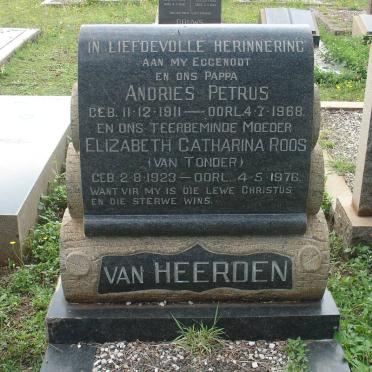 IN LIEFDEVOLLE HERINNERING
AAN MY EGGENOOT
EN ONS PAPPA
ANDRIES PETRUS
GEB. 11-12-1911 — OORL. 4-7-1968
EN ONS TEERBEMINDE MOEDER
ELIZABETH CATHARINA ROOS
(VAN TONDER)
GEB. 2-8-1923 — OORL. 4-5-1976.
WANT VIR MY IS DIE LEWE CHRISTUS
EN DIE STERWE WINS.
VAN HEERDEN